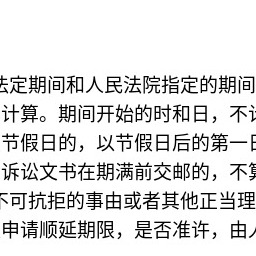 法定期间和人民法院指定的期间
计算。期间开始的时和日，不计
节假日的，以节假日后的第一日
诉讼文书在期满前交邮的，不算
不可抗拒的事由或者其他正当理
申请顺延期限，是否准许，由人